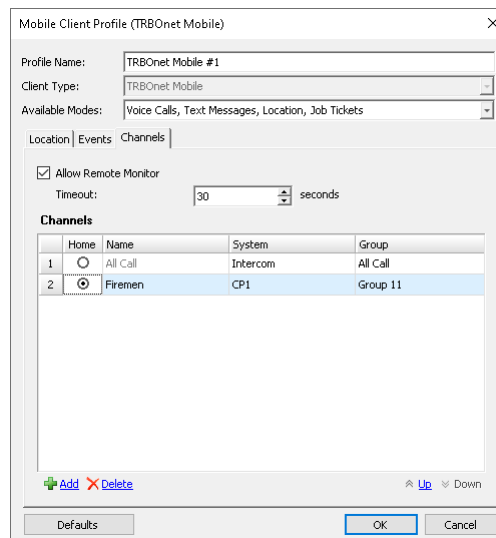 Mobile Client Profile (TRBOnet Mobile)
Profile Name: TRBOnet Mobile #1
Client Type: TRBOnet Mobile
Available Modes: Voice Calls, Text Messages, Location, Job Tickets
Location Events Channels
Allow Remote Monitor
Timeout: 30 seconds
Channels
Home Name System Group
1 All Call Intercom All Call
2 Firemen CP1 Group 11
Add Delete Up Down
Defaults OK Cancel